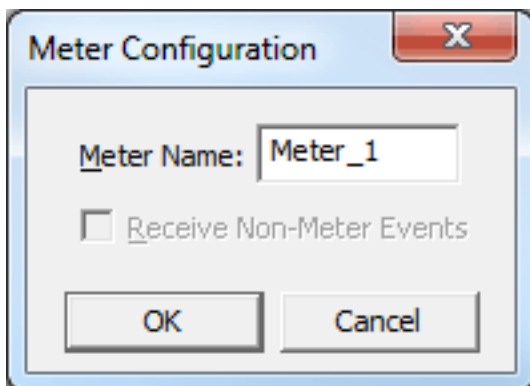 Meter Configuration
Meter Name: Meter_1
Receive Non-Meter Events
OK Cancel